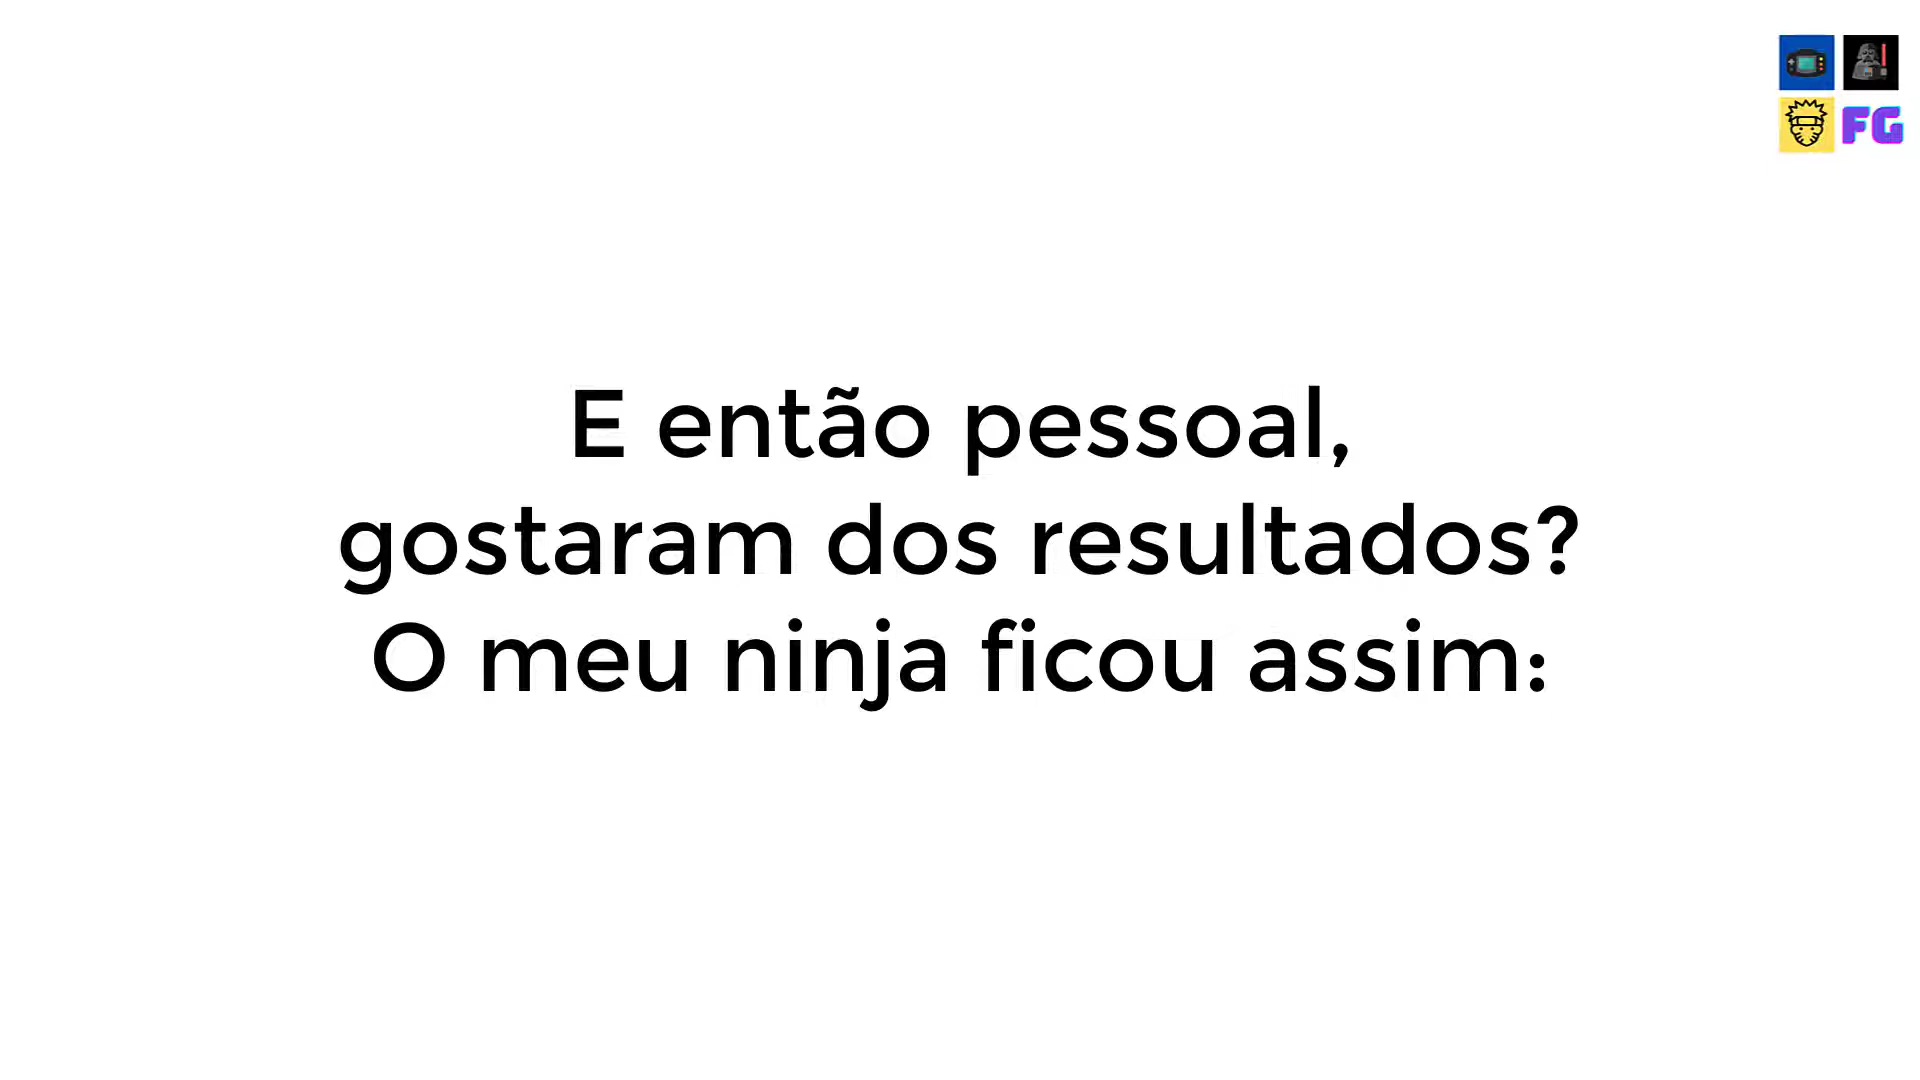 FG
E então pessoal,
gostaram dos resultados?
O meu ninja ficou assim: